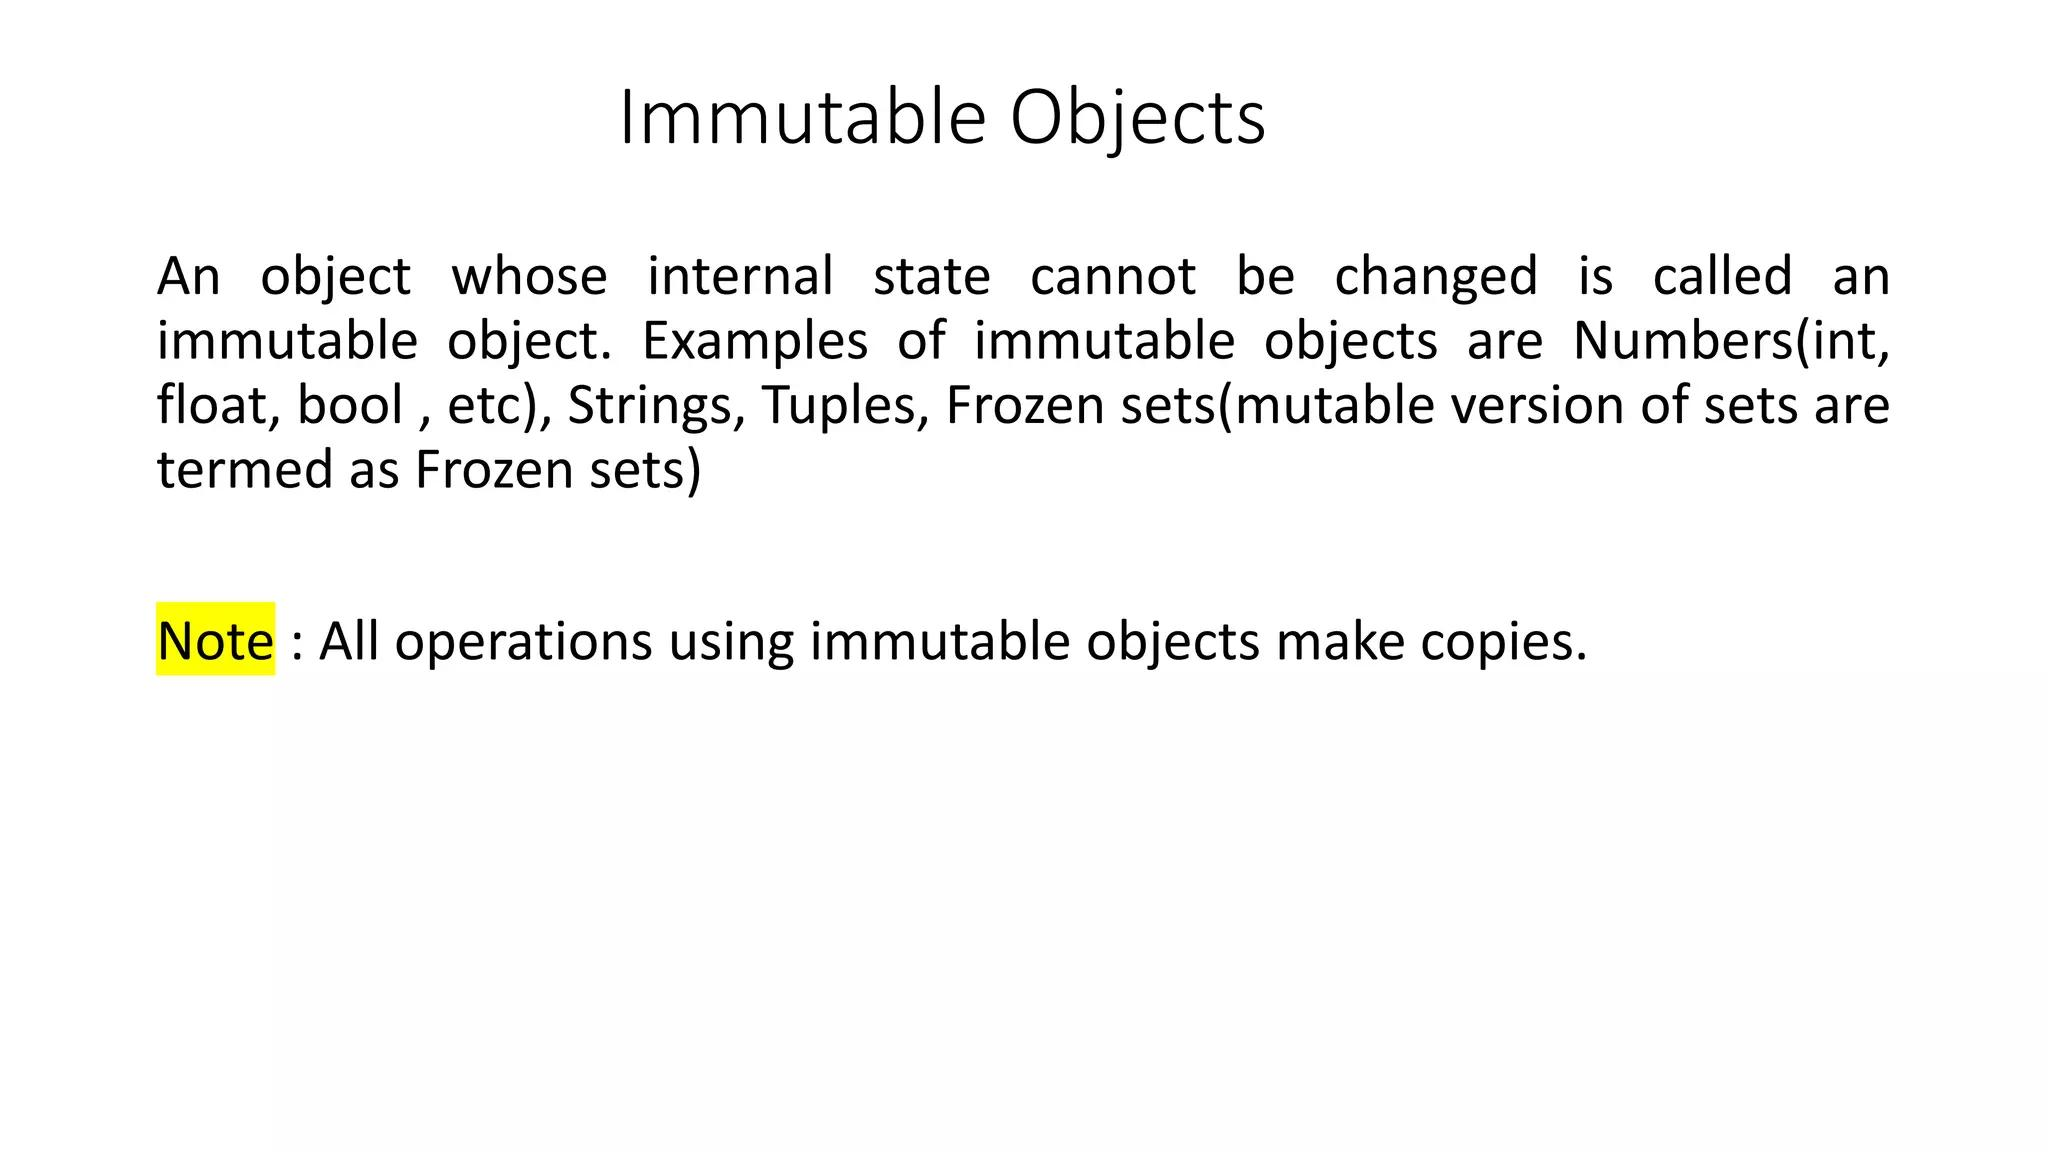 Immutable Objects
An object whose internal state cannot be changed is called an
immutable object. Examples of immutable objects are Numbers(int,
float, bool , etc), Strings, Tuples, Frozen sets(mutable version of sets are
termed as Frozen sets)
Note : All operations using immutable objects make copies.